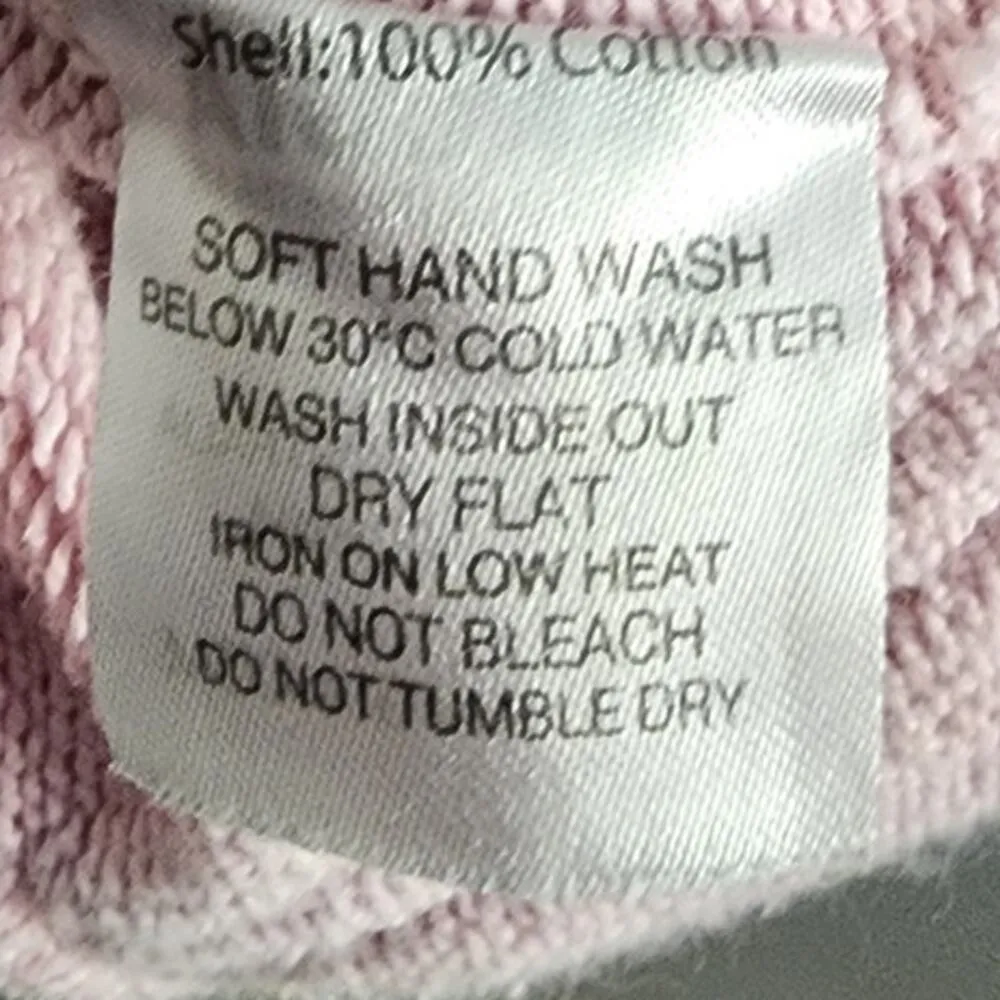 Shell:100% Cotton
SOFT HAND WASH
BELOW 30°C COLD WATER
WASH INSIDE OUT
DRY FLAT
IRON ON LOW HEAT
DO NOT BLEACH
DO NOT TUMBLE DRY